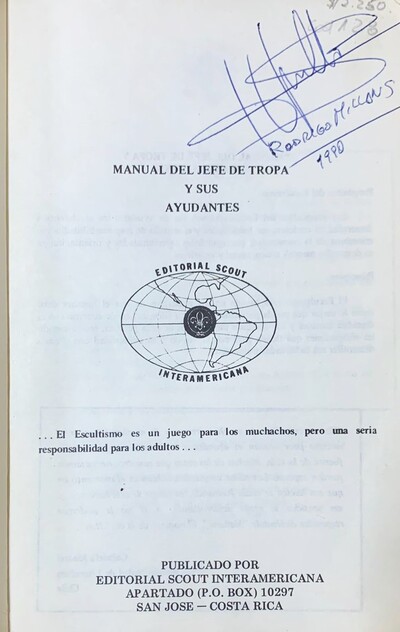 RODRIGO MILLONS
1990
MANUAL DEL JEFE DE TROPA
Y SUS
AYUDANTES
EDITORIAL SCOUT
INTERAMERICANA
. . . El Escultismo es un juego para los muchachos, pero una seria
responsabilidad para los adultos . . .
PUBLICADO POR
EDITORIAL SCOUT INTERAMERICANA
APARTADO (P.O. BOX) 10297
SAN JOSE — COSTA RICA